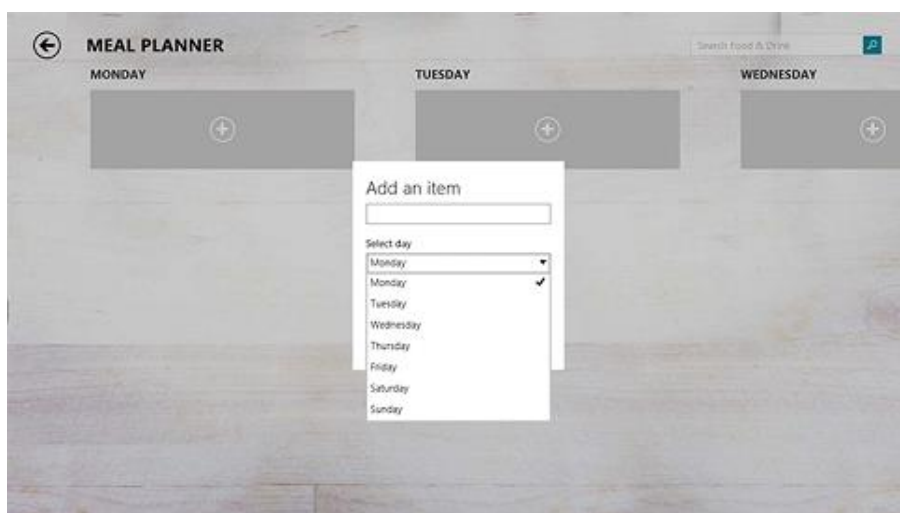 MEAL PLANNER
Search Food & Drink
MONDAY
TUESDAY
WEDNESDAY
Add an item
Select day
Monday
Monday
Tuesday
Wednesday
Thursday
Friday
Saturday
Sunday